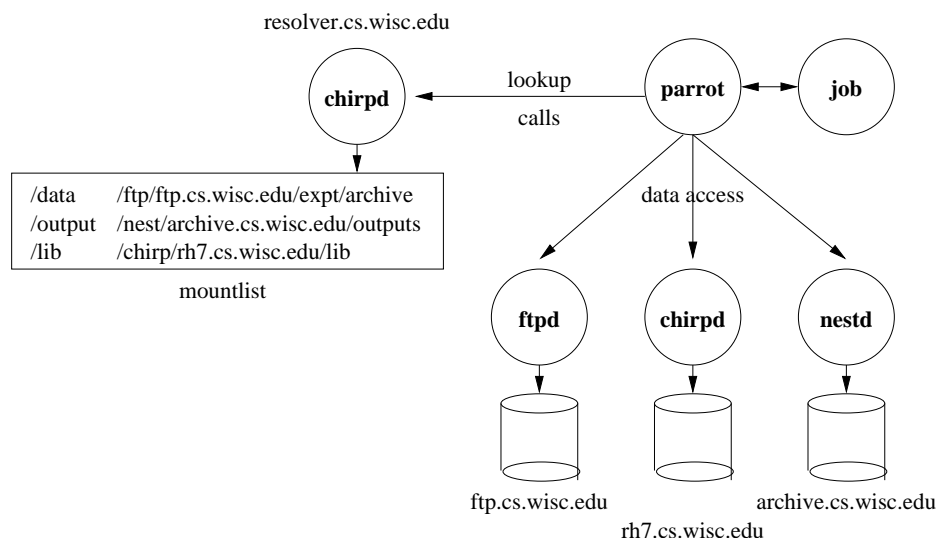 resolver.cs.wisc.edu
chirpd
lookup
calls
parrot
job
/data /ftp/ftp.cs.wisc.edu/expt/archive
/output /nest/archive.cs.wisc.edu/outputs
/lib /chirp/rh7.cs.wisc.edu/lib
mountlist
data access
ftpd
chirpd
nestd
ftp.cs.wisc.edu
rh7.cs.wisc.edu
archive.cs.wisc.edu